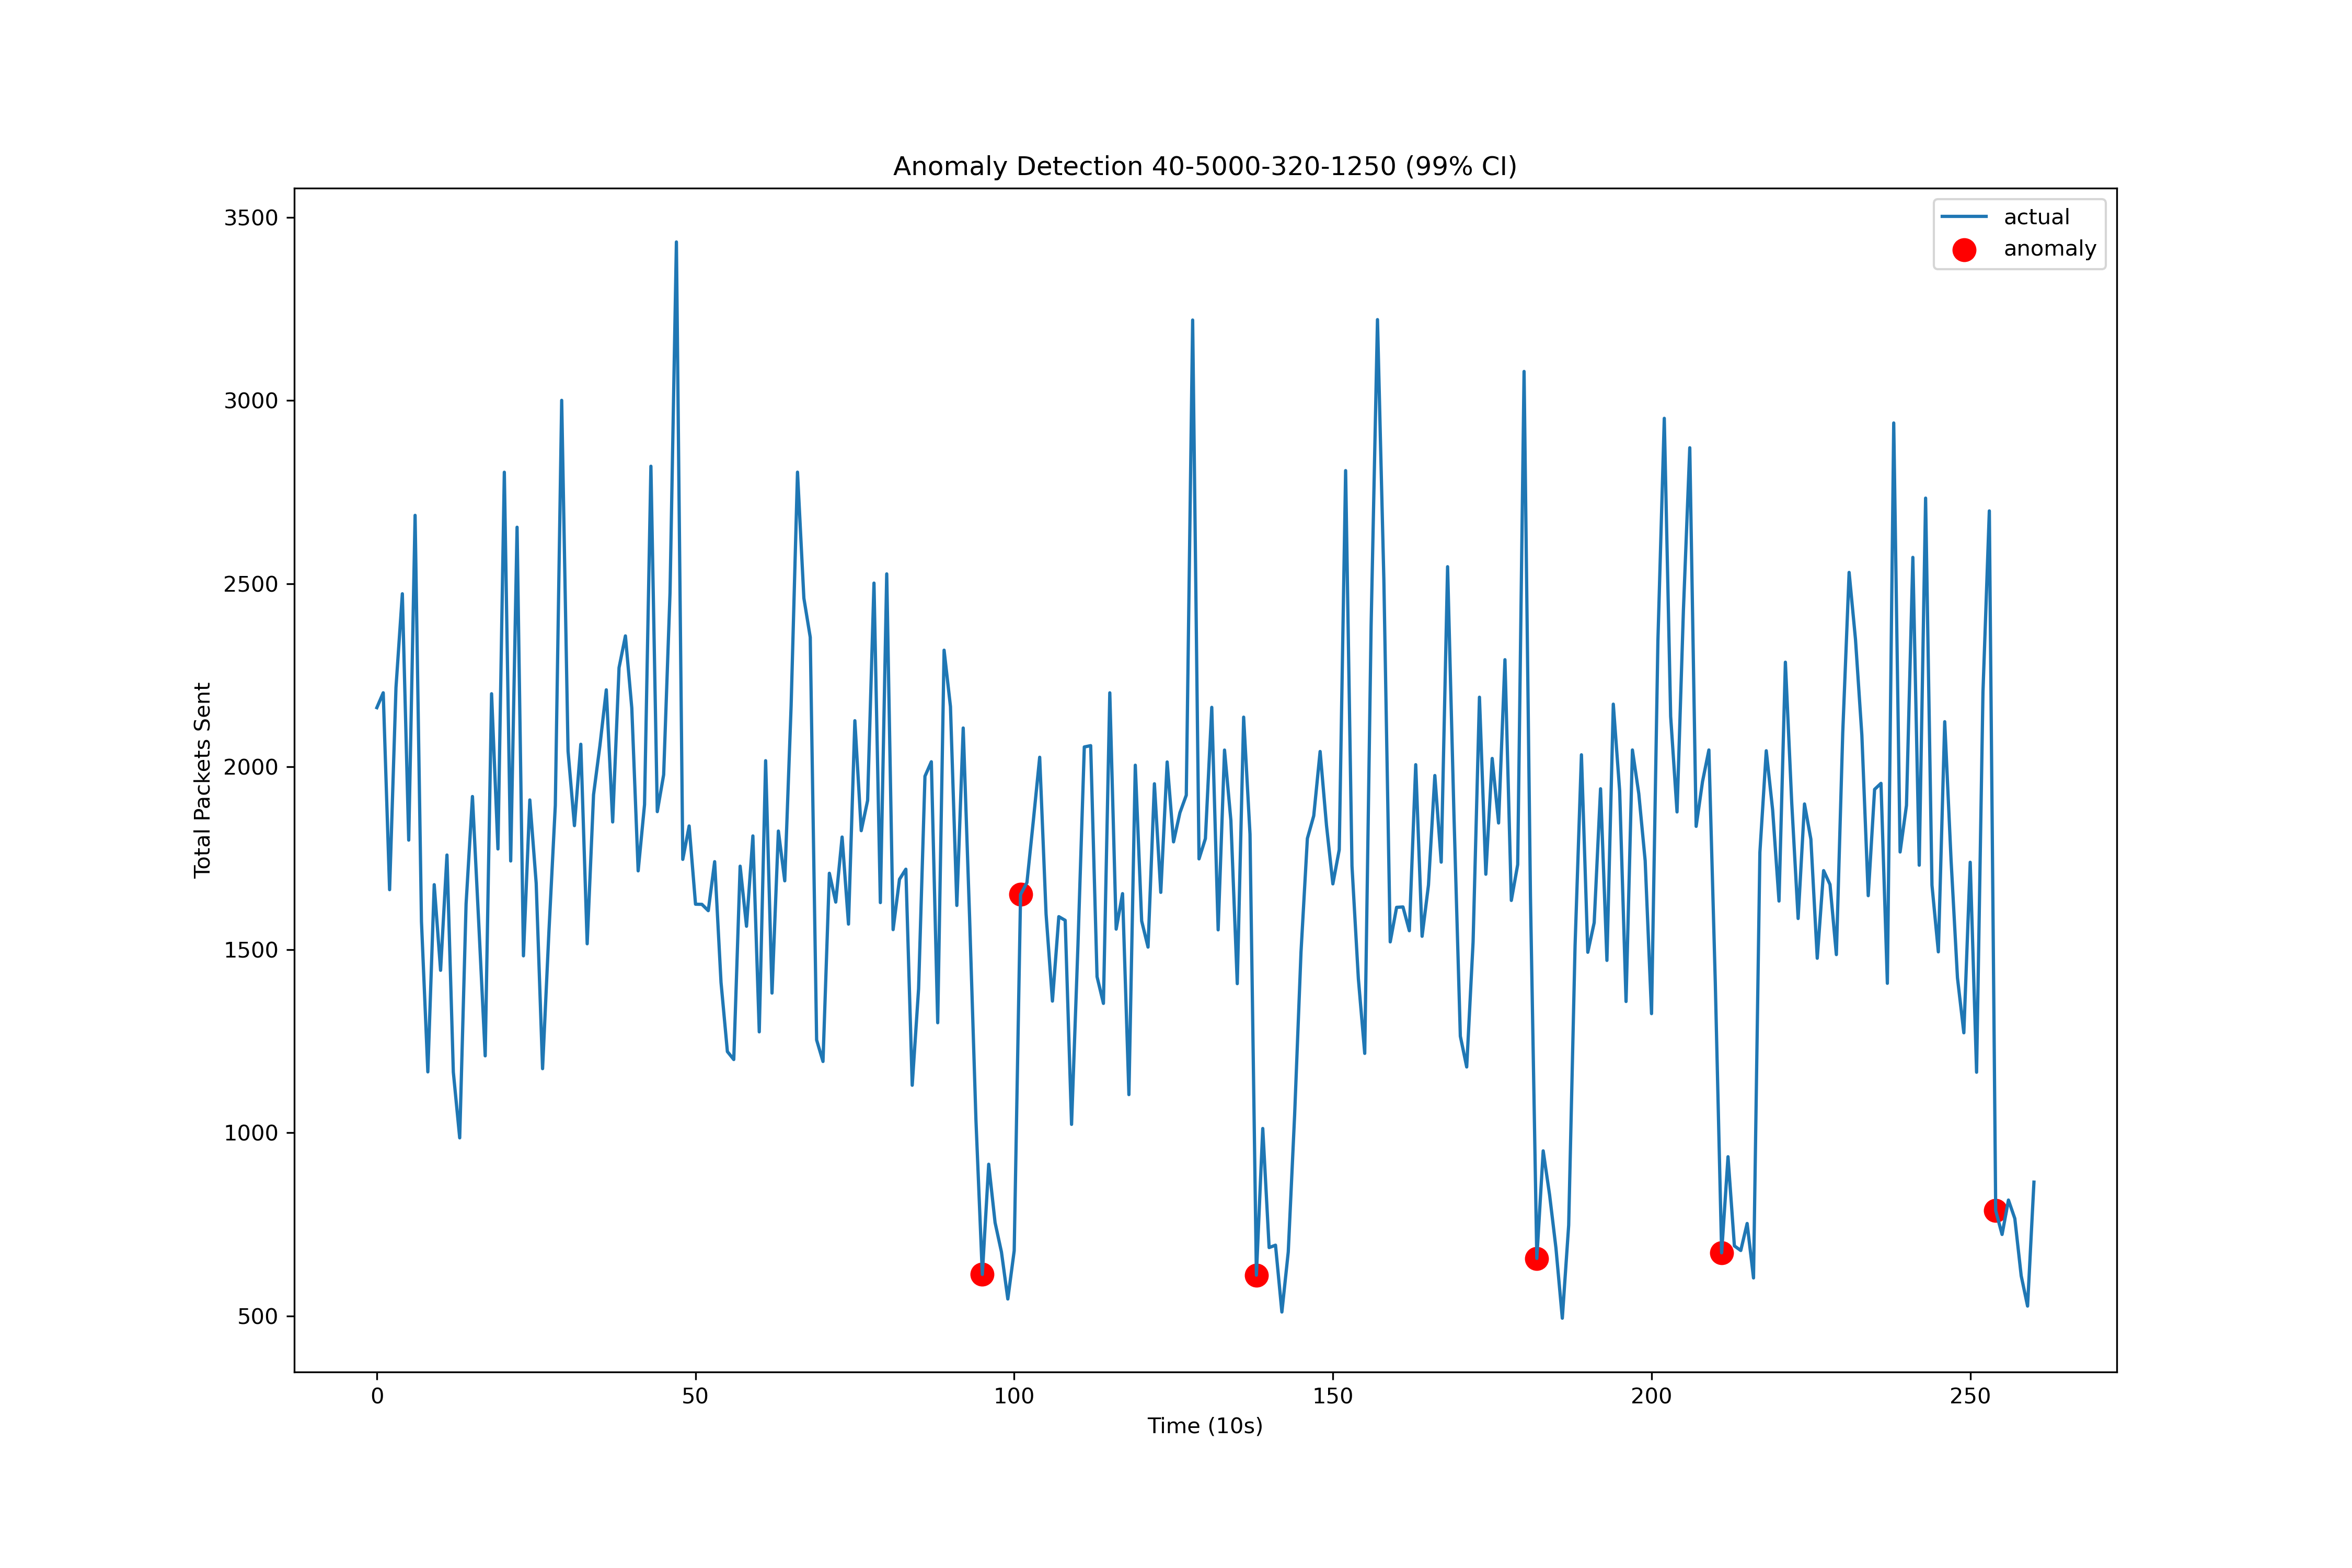 Anomaly Detection 40-5000-320-1250 (99% CI)
actual
anomaly
3500
3000
2500
2000
1500
1000
500
Total Packets Sent
0
50
100
150
200
250
Time (10s)